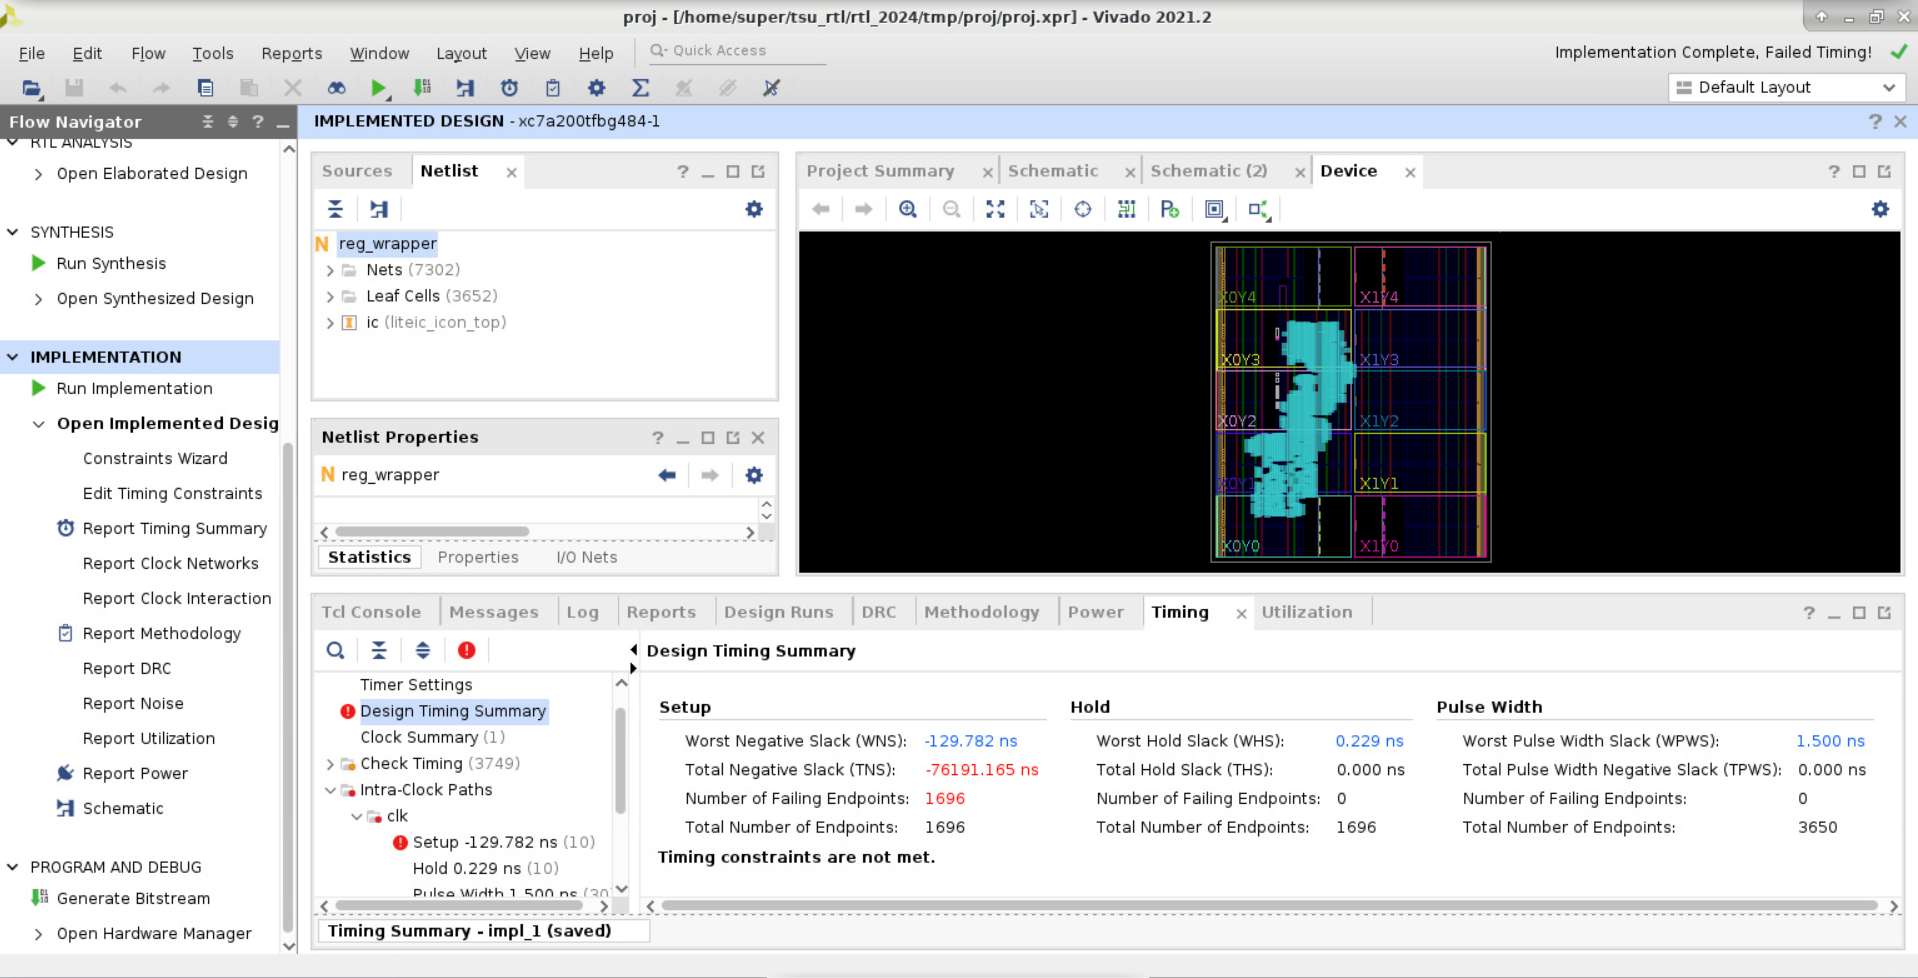 proj - [/home/super/tsu_rtl/rtl_2024/tmp/proj/proj.xpr] - Vivado 2021.2
File Edit Flow Tools Reports Window Layout View Help Quick Access
Implementation Complete, Failed Timing!
Default Layout
Flow Navigator
IMPLEMENTED DESIGN - xc7a200tfbg484-1
RTL ANALYSIS
Open Elaborated Design
SYNTHESIS
Run Synthesis
Open Synthesized Design
IMPLEMENTATION
Run Implementation
Open Implemented Desig
Constraints Wizard
Edit Timing Constraints
Report Timing Summary
Report Clock Networks
Report Clock Interaction
Report Methodology
Report DRC
Report Noise
Report Utilization
Report Power
Schematic
PROGRAM AND DEBUG
Generate Bitstream
Open Hardware Manager
Sources Netlist
N reg_wrapper
Nets (7302)
Leaf Cells (3652)
ic (liteic_icon_top)
Netlist Properties
N reg_wrapper
Statistics Properties I/O Nets
Project Summary Schematic Schematic (2) Device
X0Y4 X1Y4
X0Y3 X1Y3
X0Y2 X1Y2
X0Y1 X1Y1
X0Y0 X1Y0
Tcl Console Messages Log Reports Design Runs DRC Methodology Power Timing Utilization
Timer Settings
Design Timing Summary
Clock Summary (1)
Check Timing (3749)
Intra-Clock Paths
clk
Setup -129.782 ns (10)
Hold 0.229 ns (10)
Pulse Width 1.500 ns (30)
Design Timing Summary
Setup Hold Pulse Width
Worst Negative Slack (WNS): -129.782 ns Worst Hold Slack (WHS): 0.229 ns Worst Pulse Width Slack (WPWS): 1.500 ns
Total Negative Slack (TNS): -76191.165 ns Total Hold Slack (THS): 0.000 ns Total Pulse Width Negative Slack (TPWS): 0.000 ns
Number of Failing Endpoints: 1696 Number of Failing Endpoints: 0 Number of Failing Endpoints: 0
Total Number of Endpoints: 1696 Total Number of Endpoints: 1696 Total Number of Endpoints: 3650
Timing constraints are not met.
Timing Summary - impl_1 (saved)